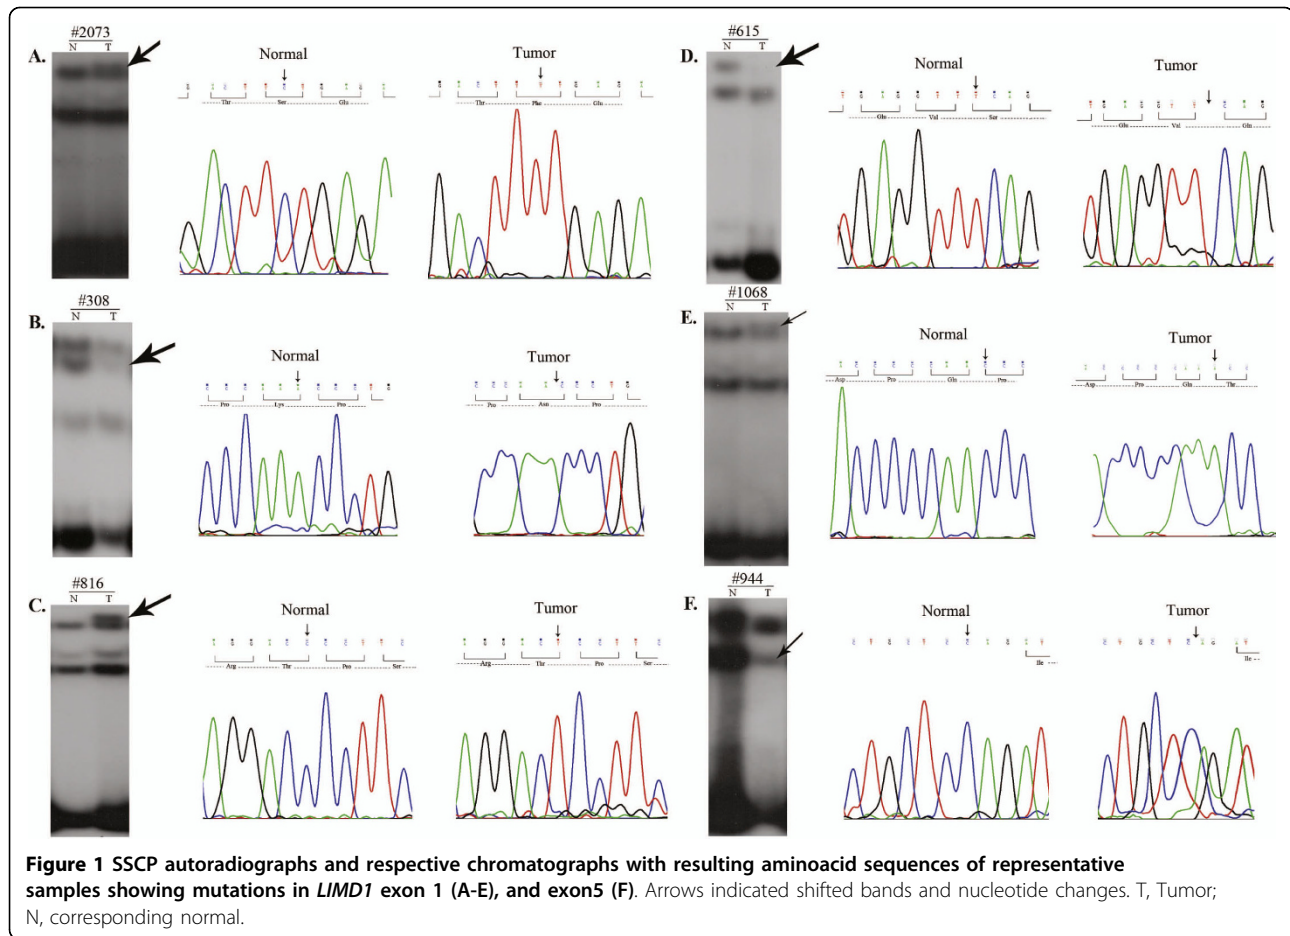 A.
#2073
N T
Normal
Tumor
Thr Ser Glu
Thr Phe Glu
D.
#615
N T
Normal
Tumor
Glu Val Ser
Glu Val Glu
B.
#308
N T
Normal
Tumor
Pro Lys Pro
Pro Asn Pro
E.
#1068
N T
Normal
Tumor
Asp Pro Glu Pro
Asp Pro Gln Thr
C.
#816
N T
Normal
Tumor
Arg Thr Pro Ser
Arg Thr Pro Ser
F.
#944
N T
Normal
Tumor
Ile
Ile
Figure 1 SSCP autoradiographs and respective chromatographs with resulting aminoacid sequences of representative
samples showing mutations in LIMD1 exon 1 (A-E), and exon5 (F). Arrows indicated shifted bands and nucleotide changes. T, Tumor;
N, corresponding normal.